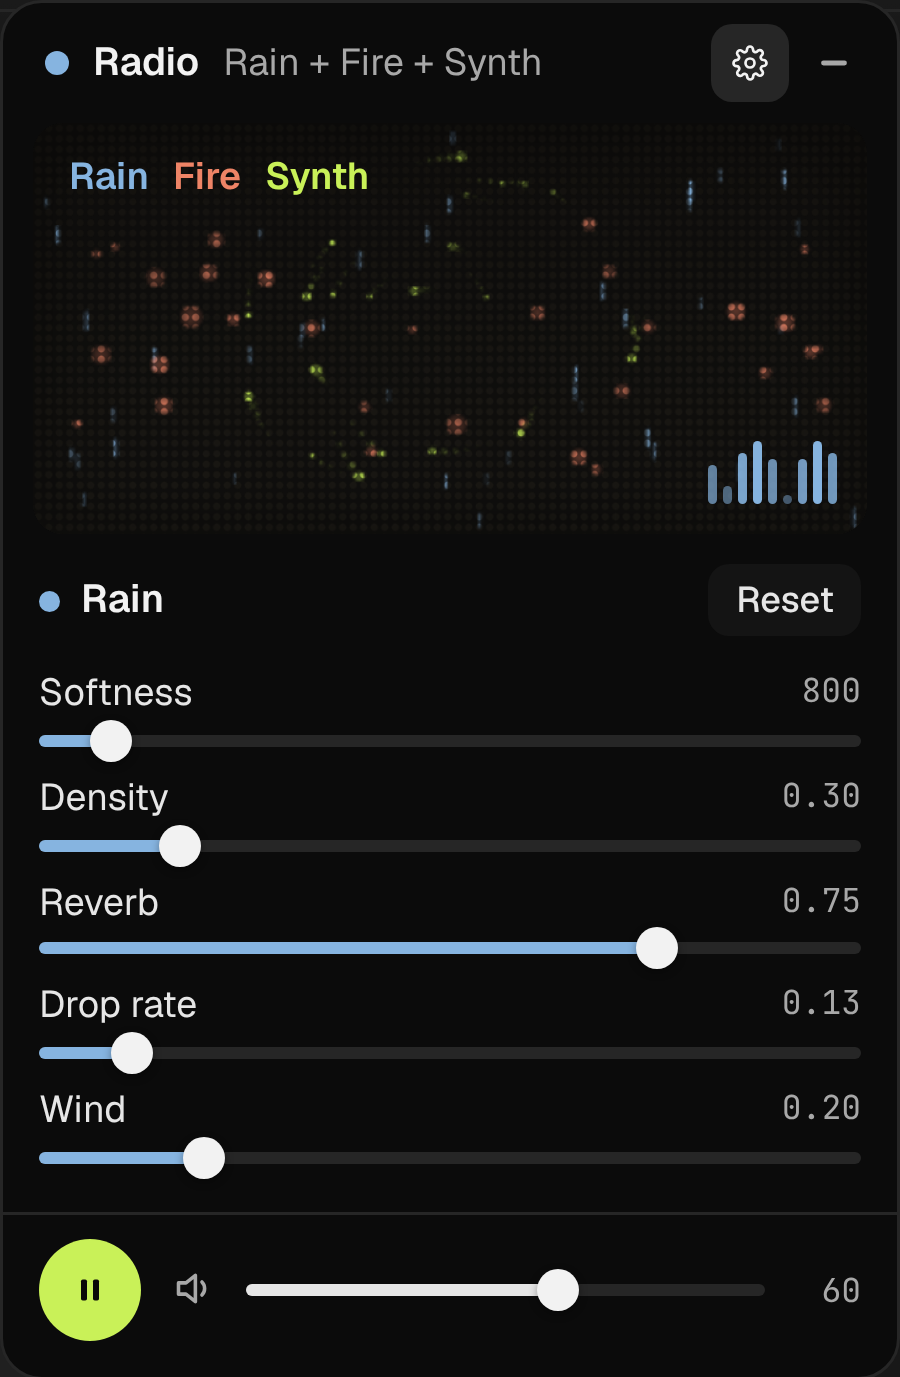 Radio Rain + Fire + Synth
Rain Fire Synth
Rain Reset
Softness 800
Density 0.30
Reverb 0.75
Drop rate 0.13
Wind 0.20
60